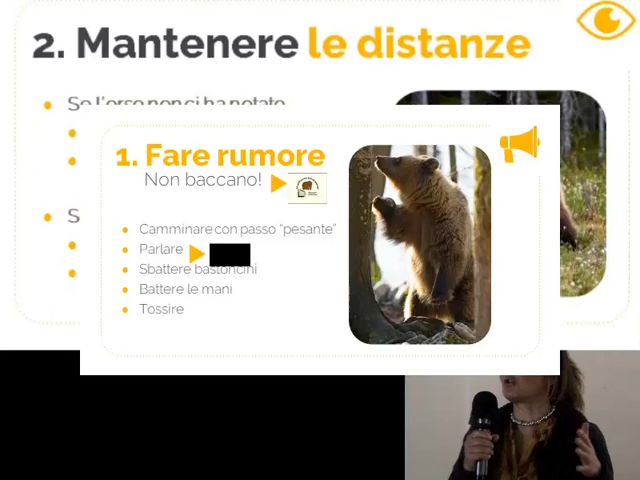 2. Mantenere le distanze
Se l'orso non ci ha notato
S
1. Fare rumore
Non baccano!
Camminare con passo "pesante"
Parlare
Sbattere bastoncini
Battere le mani
Tossire